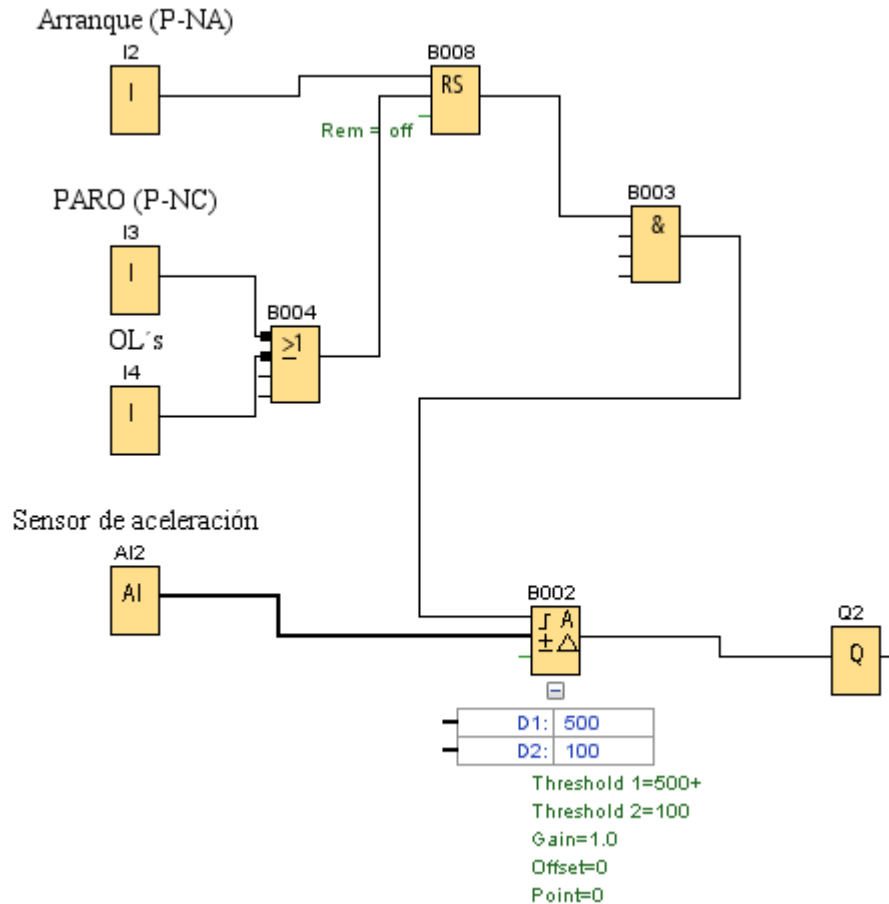 Arranque (P-NA)
I2
I
B008
RS
Rem = off
B003
&
PARO (P-NC)
I3
I
B004
≥1
OL´s
I4
I
Sensor de aceleración
AI2
AI
B002
A
±
Δ
Q2
Q
D1: 500
D2: 100
Threshold 1=500+
Threshold 2=100
Gain=1.0
Offset=0
Point=0